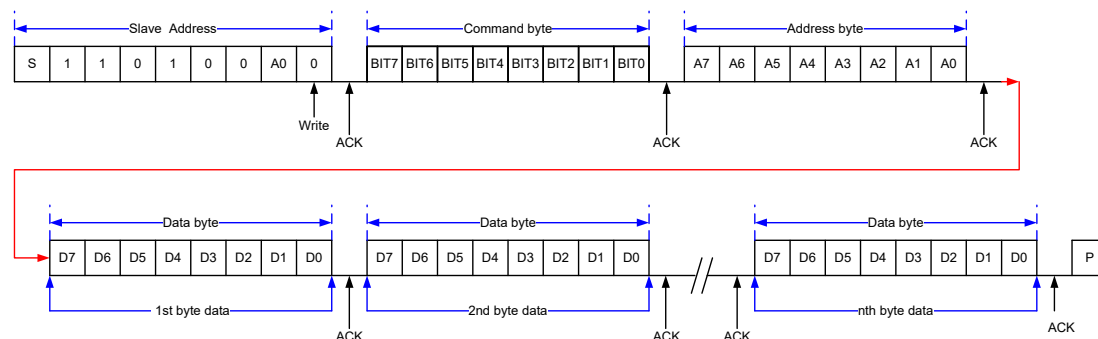 Slave Address Command byte Address byte
S 1 1 0 1 0 0 A0 0 BIT7 BIT6 BIT5 BIT4 BIT3 BIT2 BIT1 BIT0 A7 A6 A5 A4 A3 A2 A1 A0
Write
ACK ACK ACK
Data byte Data byte Data byte
D7 D6 D5 D4 D3 D2 D1 D0 D7 D6 D5 D4 D3 D2 D1 D0 // D7 D6 D5 D4 D3 D2 D1 D0 P
1st byte data 2nd byte data nth byte data
ACK ACK ACK ACK